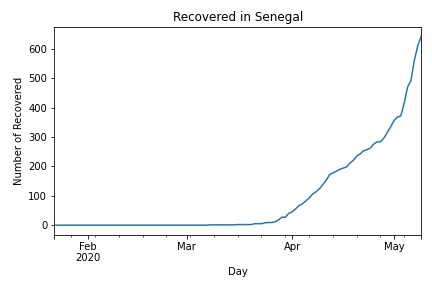 Recovered in Senegal
Number of Recovered
600
500
400
300
200
100
0
Feb
2020
Mar
Apr
May
Day